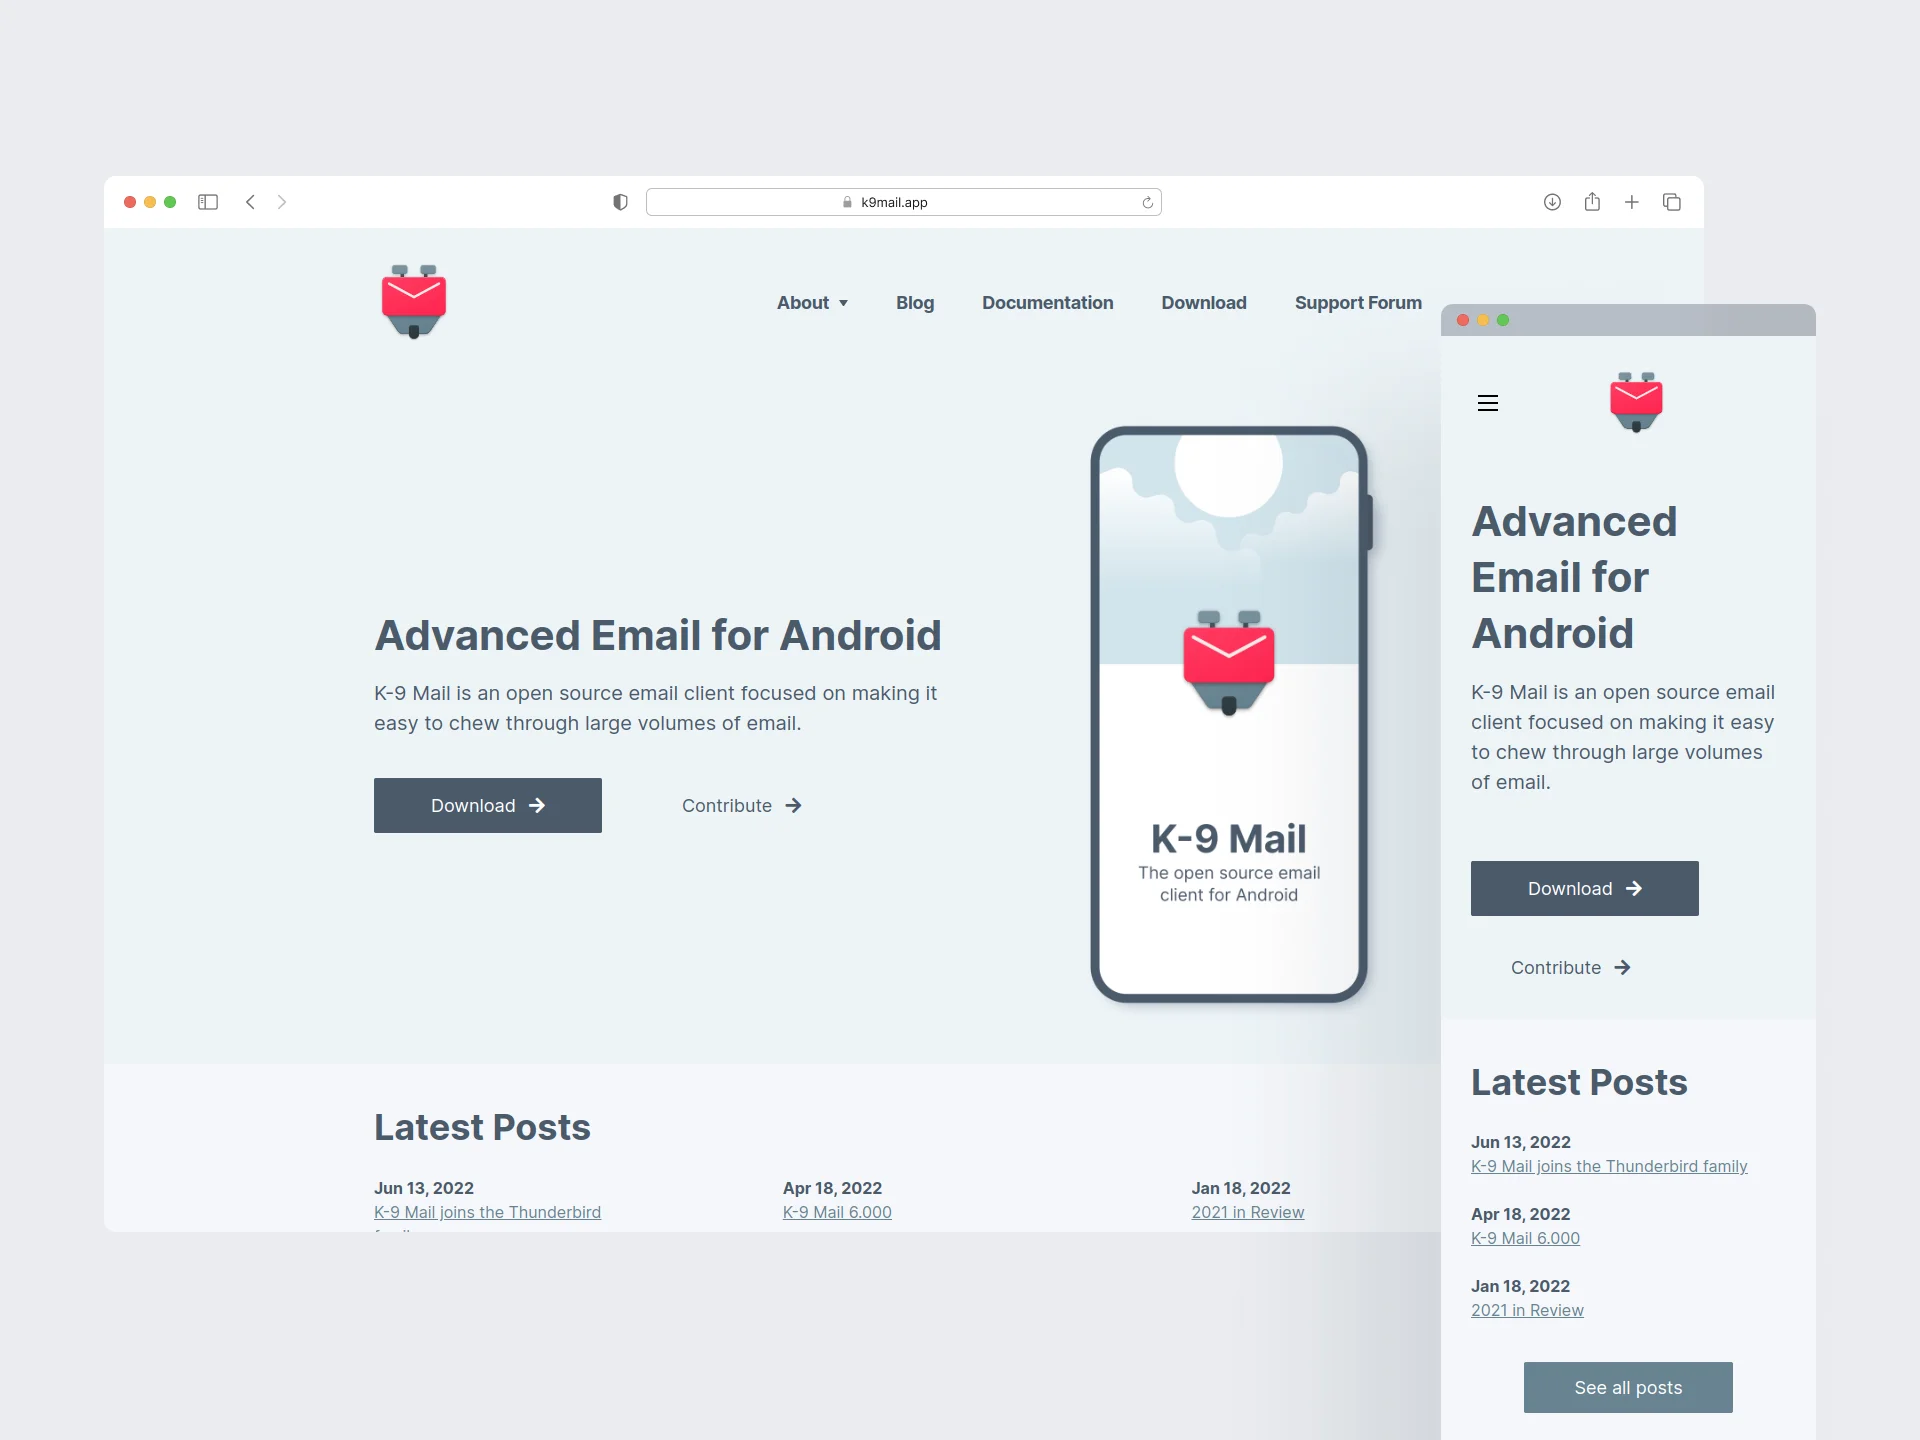 k9mail.app
About
Blog
Documentation
Download
Support Forum
Advanced Email for Android
K-9 Mail is an open source email client focused on making it
easy to chew through large volumes of email.
Download
Contribute
K-9 Mail
The open source email
client for Android
Latest Posts
Jun 13, 2022
K-9 Mail joins the Thunderbird
Apr 18, 2022
K-9 Mail 6.000
Jan 18, 2022
2021 in Review
Advanced
Email for
Android
K-9 Mail is an open source email
client focused on making it easy
to chew through large volumes
of email.
Download
Contribute
Latest Posts
Jun 13, 2022
K-9 Mail joins the Thunderbird family
Apr 18, 2022
K-9 Mail 6.000
Jan 18, 2022
2021 in Review
See all posts